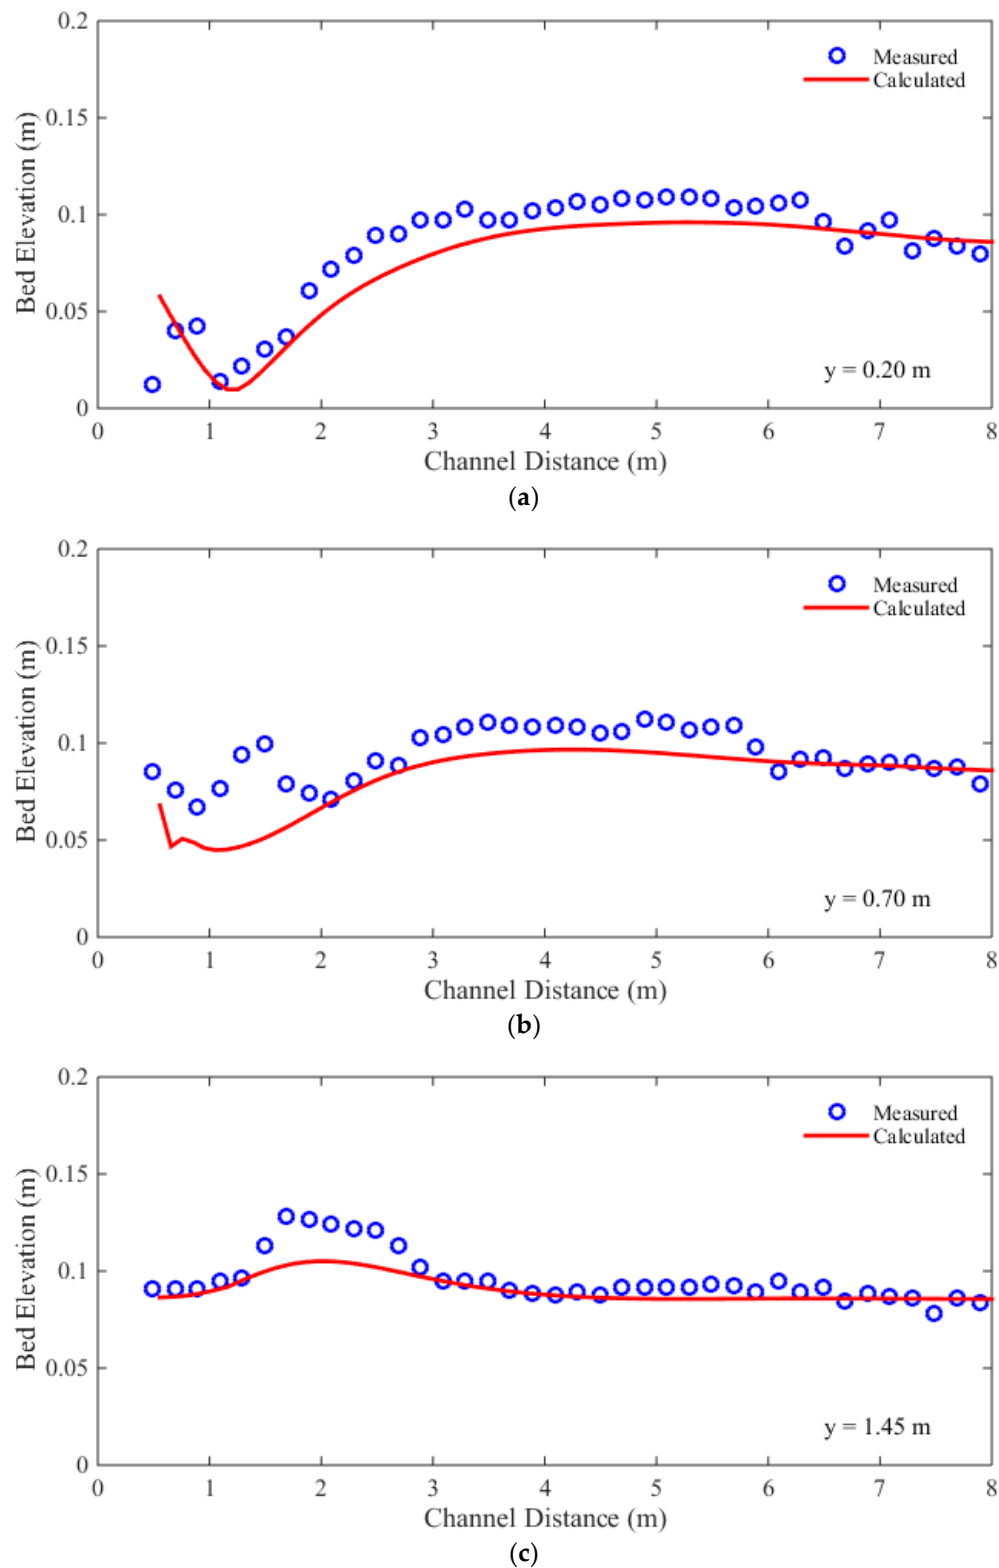 0.2
Measured
Calculated
0.15
0.1
0.05
0
Bed Elevation (m)
y = 0.20 m
0 1 2 3 4 5 6 7 8
Channel Distance (m)
(a)
0.2
Measured
Calculated
0.15
0.1
0.05
0
Bed Elevation (m)
y = 0.70 m
0 1 2 3 4 5 6 7 8
Channel Distance (m)
(b)
0.2
Measured
Calculated
0.15
0.1
0.05
0
Bed Elevation (m)
y = 1.45 m
0 1 2 3 4 5 6 7 8
Channel Distance (m)
(c)